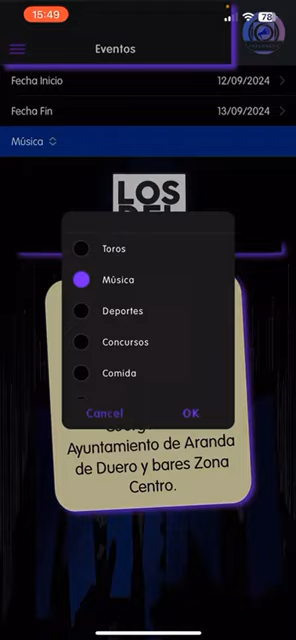 15:49
78
Eventos
Fecha Inicio 12/09/2024
Fecha Fin 13/09/2024
Música
LOS
DEL
Toros
Música
Deportes
Concursos
Comida
Cancel OK
Ayuntamiento de Aranda
de Duero y bares Zona
Centro.